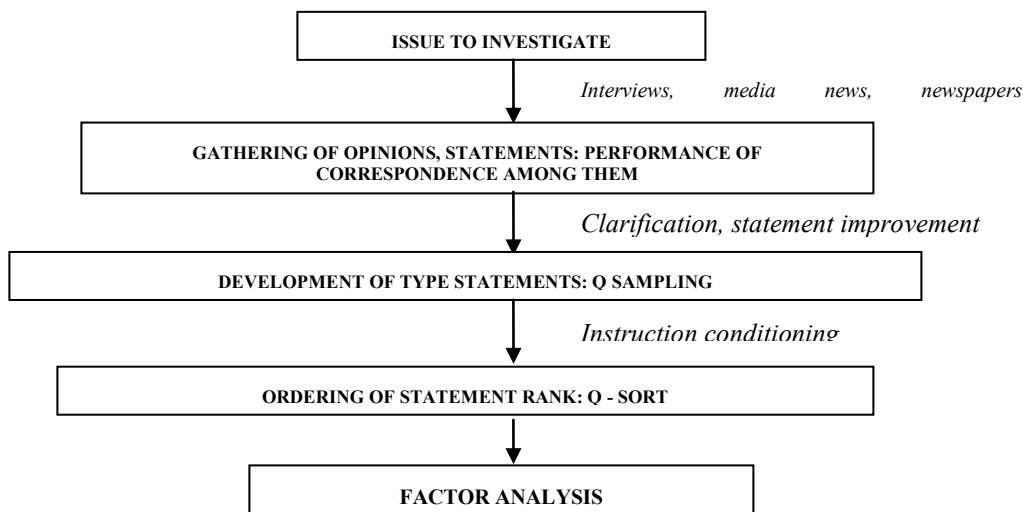 ISSUE TO INVESTIGATE
Interviews, media news, newspapers
GATHERING OF OPINIONS, STATEMENTS: PERFORMANCE OF
CORRESPONDENCE AMONG THEM
Clarification, statement improvement
DEVELOPMENT OF TYPE STATEMENTS: Q SAMPLING
Instruction conditioning
ORDERING OF STATEMENT RANK: Q - SORT
FACTOR ANALYSIS